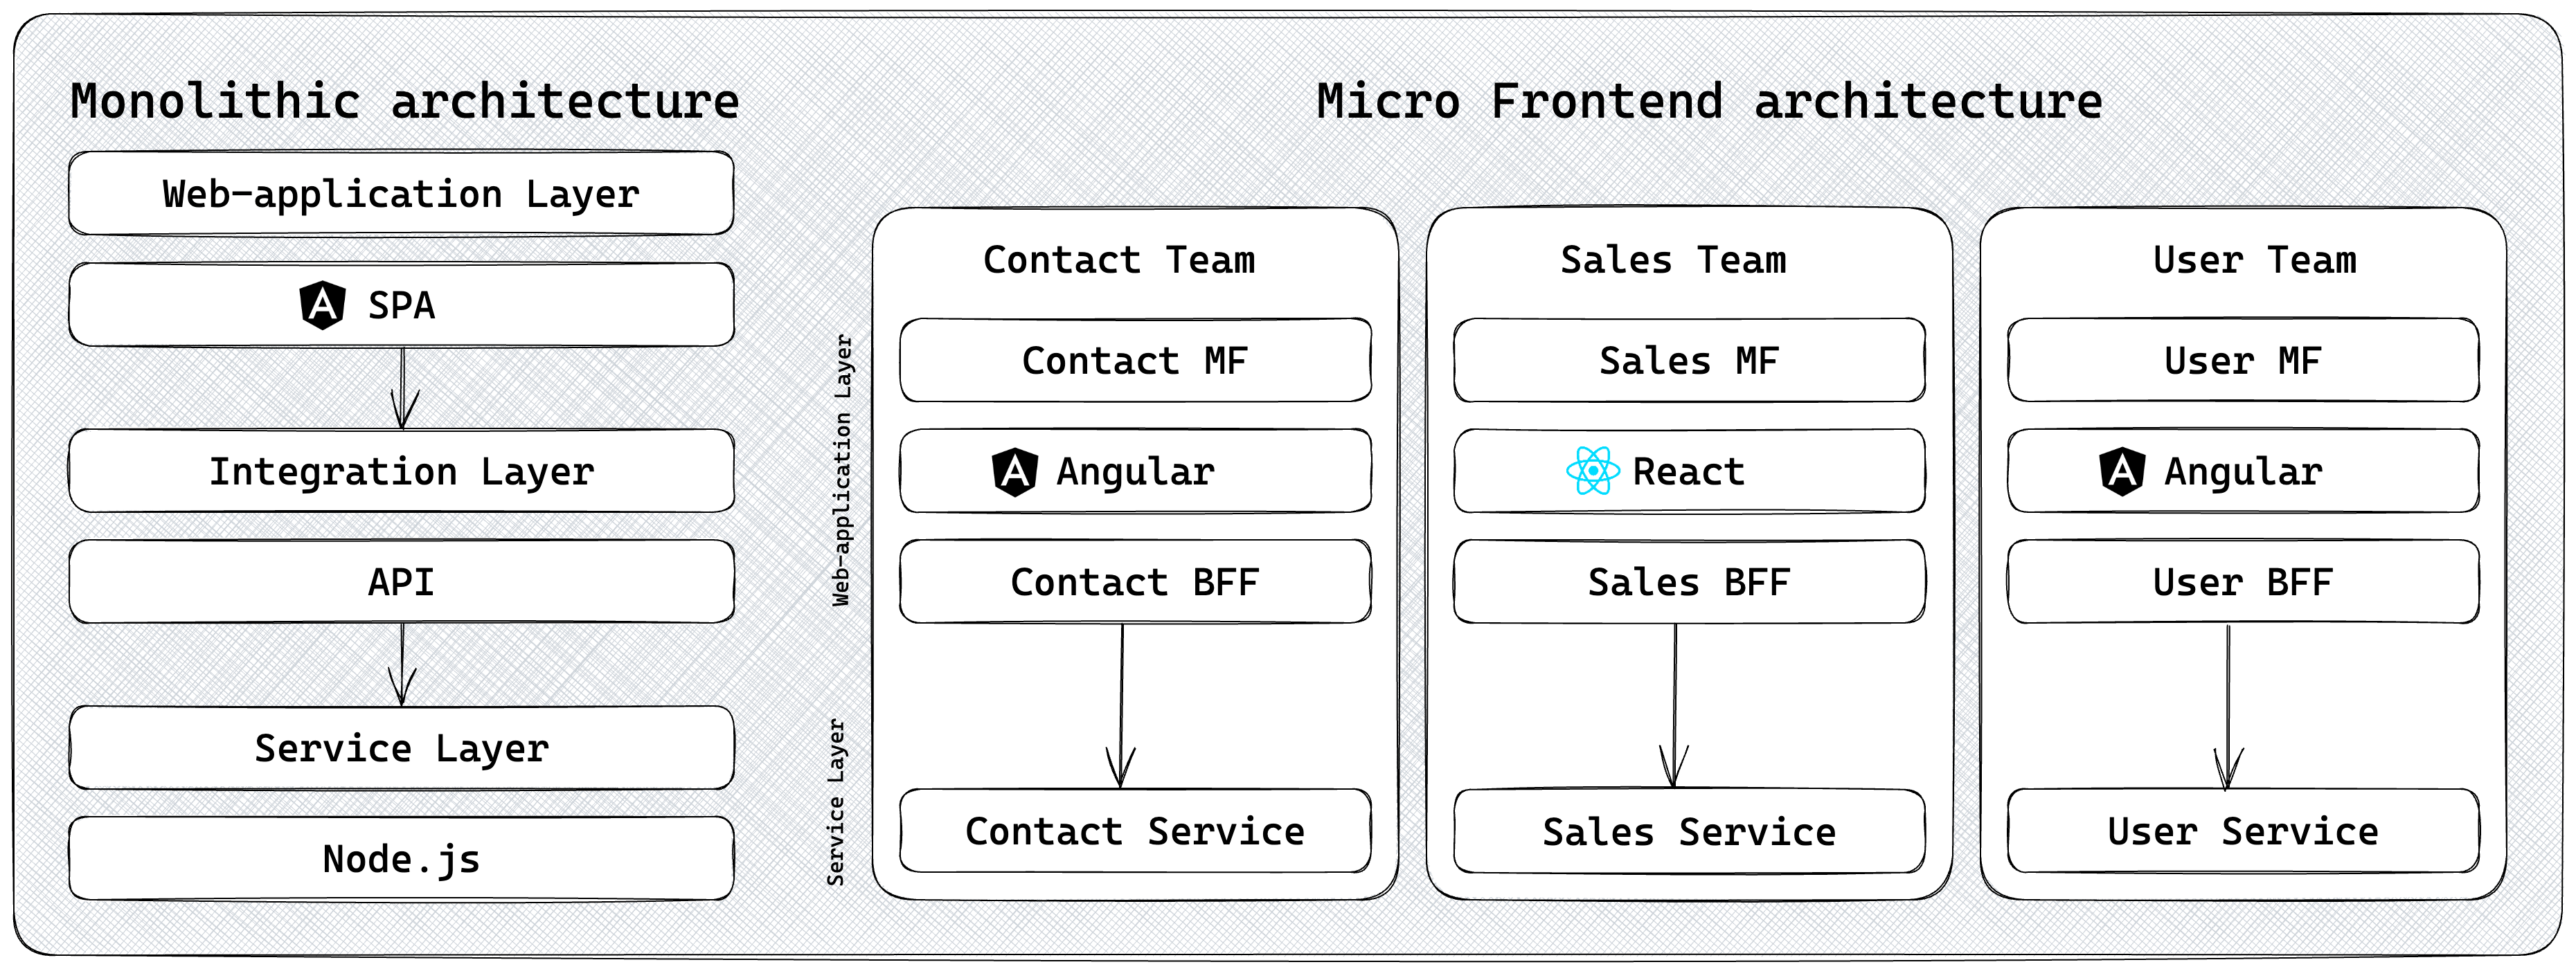 Monolithic architecture
Web-application Layer
SPA
Integration Layer
API
Service Layer
Node.js
Micro Frontend architecture
Web-application Layer
Service Layer
Contact Team
Contact MF
Angular
Contact BFF
Contact Service
Sales Team
Sales MF
React
Sales BFF
Sales Service
User Team
User MF
Angular
User BFF
User Service